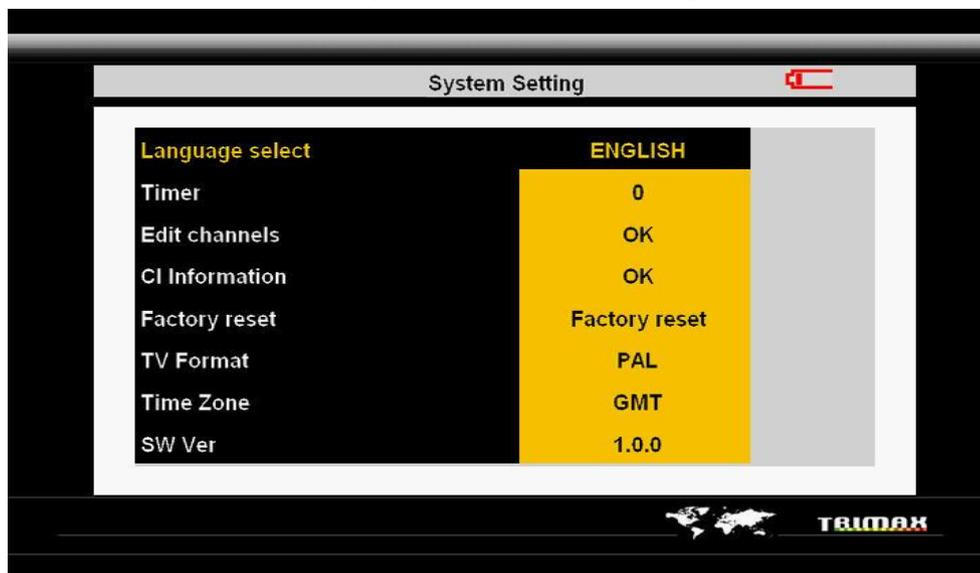 System Setting
Language select ENGLISH
Timer 0
Edit channels OK
CI Information OK
Factory reset Factory reset
TV Format PAL
Time Zone GMT
SW Ver 1.0.0
TRIMAX